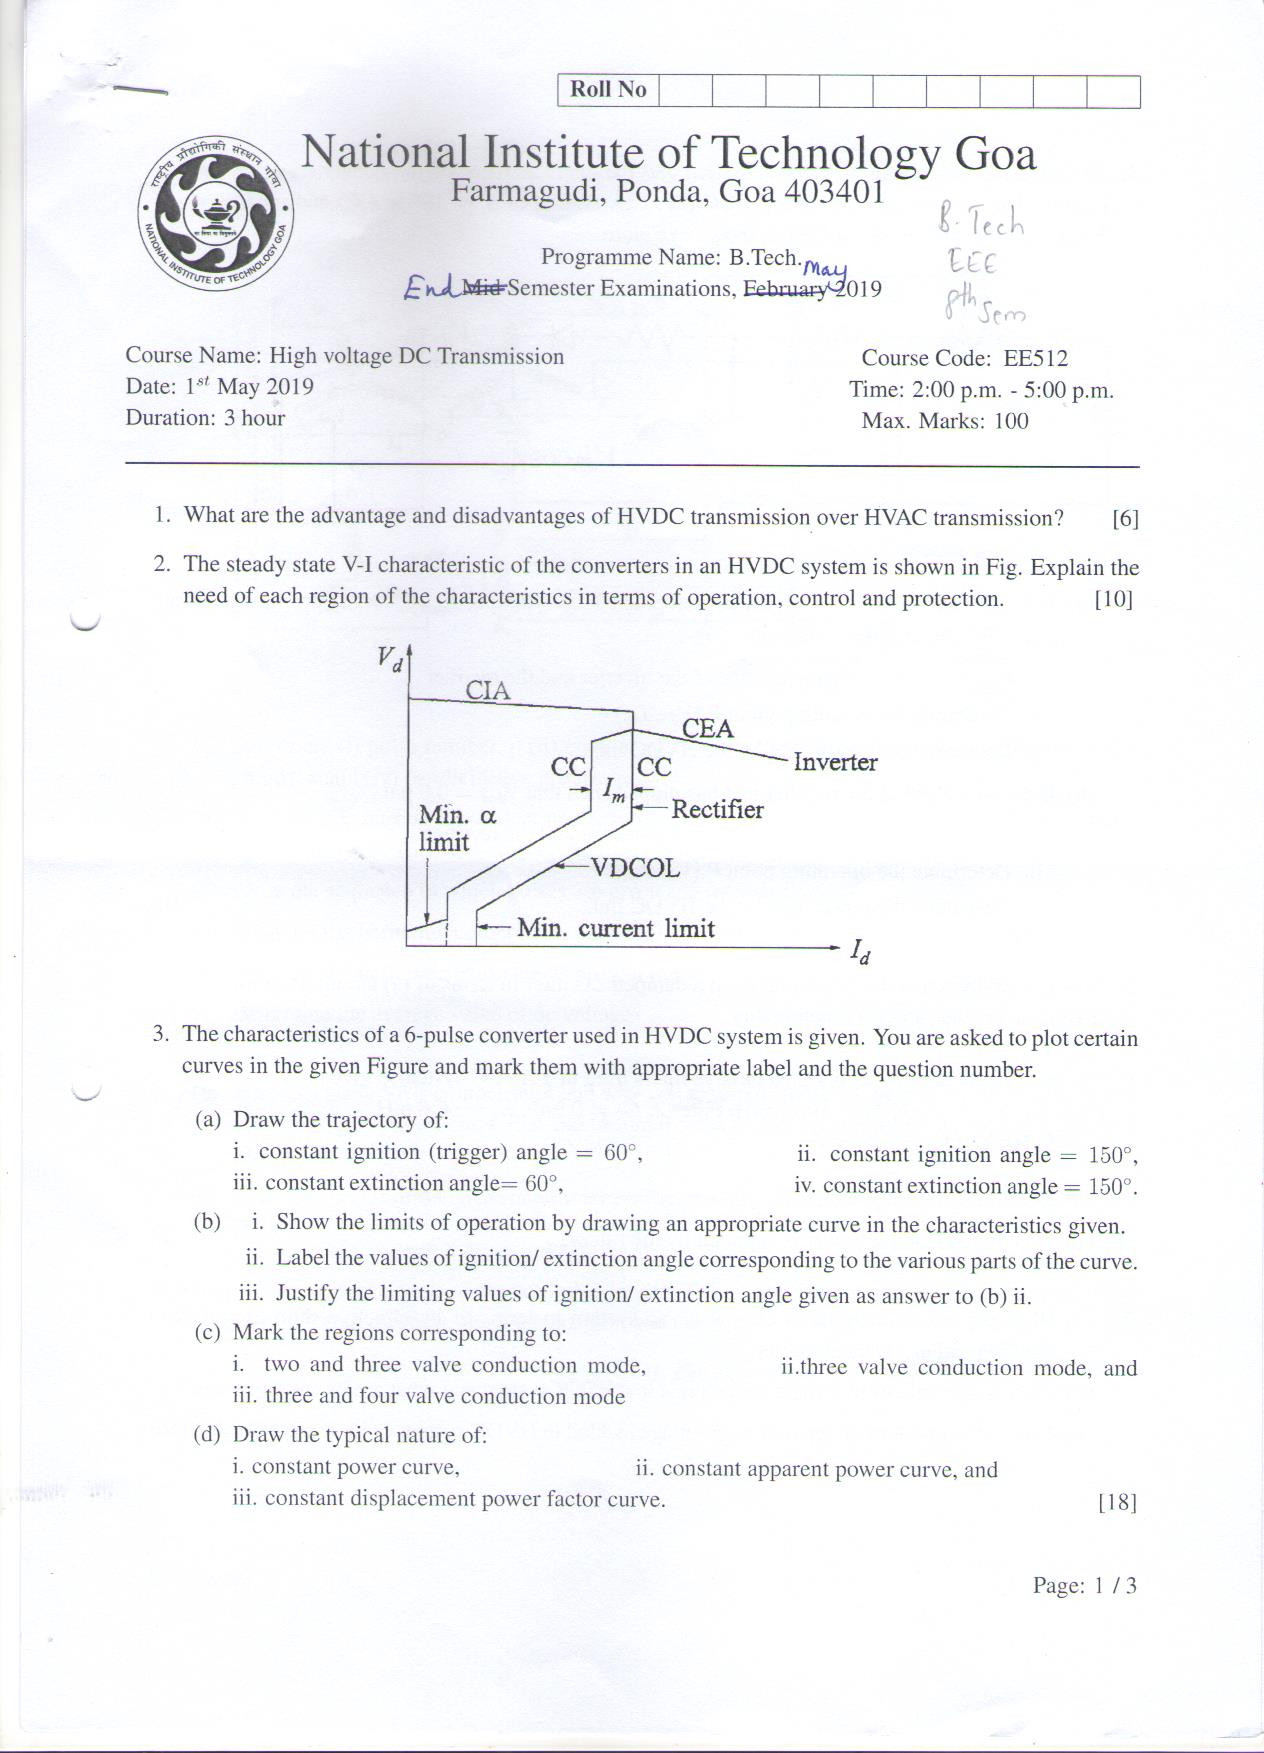 Roll No
राष्ट्रीय प्रौद्योगिकी संस्थान गोवा
NATIONAL INSTITUTE OF TECHNOLOGY GOA
National Institute of Technology Goa
Farmagudi, Ponda, Goa 403401
B.Tech
EEE
8th Sem
Programme Name: B.Tech.
May
End Mid Semester Examinations, February 2019
Course Name: High voltage DC Transmission
Course Code: EE512
Date: 1st May 2019
Time: 2:00 p.m. - 5:00 p.m.
Duration: 3 hour
Max. Marks: 100
1. What are the advantage and disadvantages of HVDC transmission over HVAC transmission? [6]
2. The steady state V-I characteristic of the converters in an HVDC system is shown in Fig. Explain the
need of each region of the characteristics in terms of operation, control and protection. [10]
Vd
CIA
CEA
Inverter
CC
CC
Im
Rectifier
Min. α
limit
VDCOL
Min. current limit
Id
3. The characteristics of a 6-pulse converter used in HVDC system is given. You are asked to plot certain
curves in the given Figure and mark them with appropriate label and the question number.
(a) Draw the trajectory of:
i. constant ignition (trigger) angle = 60°, ii. constant ignition angle = 150°,
iii. constant extinction angle= 60°, iv. constant extinction angle = 150°.
(b) i. Show the limits of operation by drawing an appropriate curve in the characteristics given.
ii. Label the values of ignition/ extinction angle corresponding to the various parts of the curve.
iii. Justify the limiting values of ignition/ extinction angle given as answer to (b) ii.
(c) Mark the regions corresponding to:
i. two and three valve conduction mode, ii.three valve conduction mode, and
iii. three and four valve conduction mode
(d) Draw the typical nature of:
i. constant power curve, ii. constant apparent power curve, and
iii. constant displacement power factor curve. [18]
Page: 1 / 3